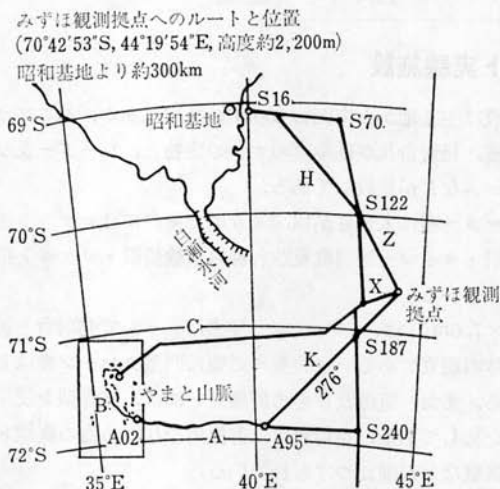 みずほ観測拠点へのルートと位置
(70°42′53″S, 44°19′54″E, 高度約2,200m)
昭和基地より約300km
69°S
昭和基地
S16.
S70.
H
S122
Z
70°S
白瀬氷河
X
みずほ観測
拠点
C
71°S
S187
K
276°
やまと山脈
B
A02
A
A95
S240
72°S
35°E
40°E
45°E